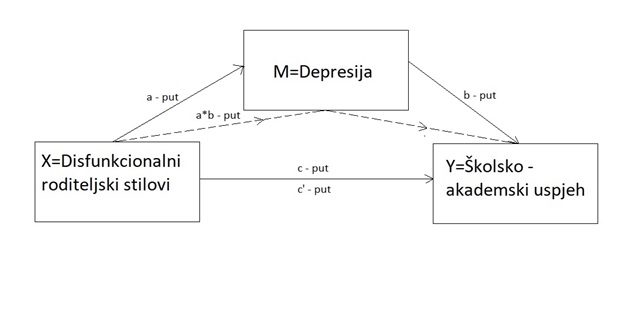 M=Depresija
a - put
b - put
a*b - put
X=Disfunkcionalni
roditeljski stilovi
c - put
c' - put
Y=Školsko -
akademski uspjeh